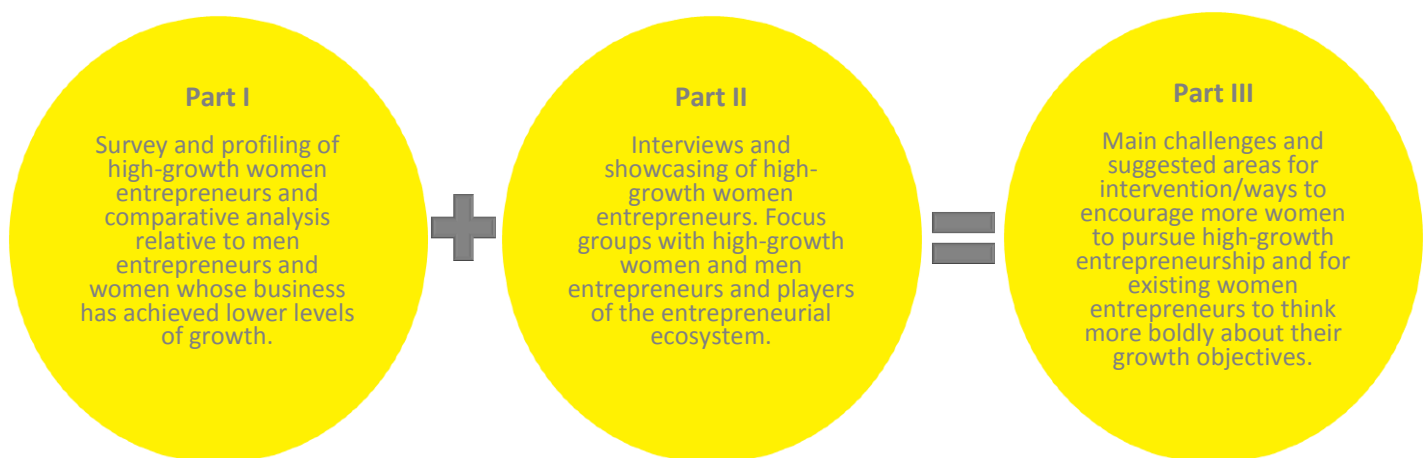 Part I
Survey and profiling of
high-growth women
entrepreneurs and
comparative analysis
relative to men
entrepreneurs and
women whose business
has achieved lower levels
of growth.
Part II
Interviews and
showcasing of high-
growth women
entrepreneurs. Focus
groups with high-growth
women and men
entrepreneurs and players
of the entrepreneurial
ecosystem.
Part III
Main challenges and
suggested areas for
intervention/ways to
encourage more women
to pursue high-growth
entrepreneurship and for
existing women
entrepreneurs to think
more boldly about their
growth objectives.